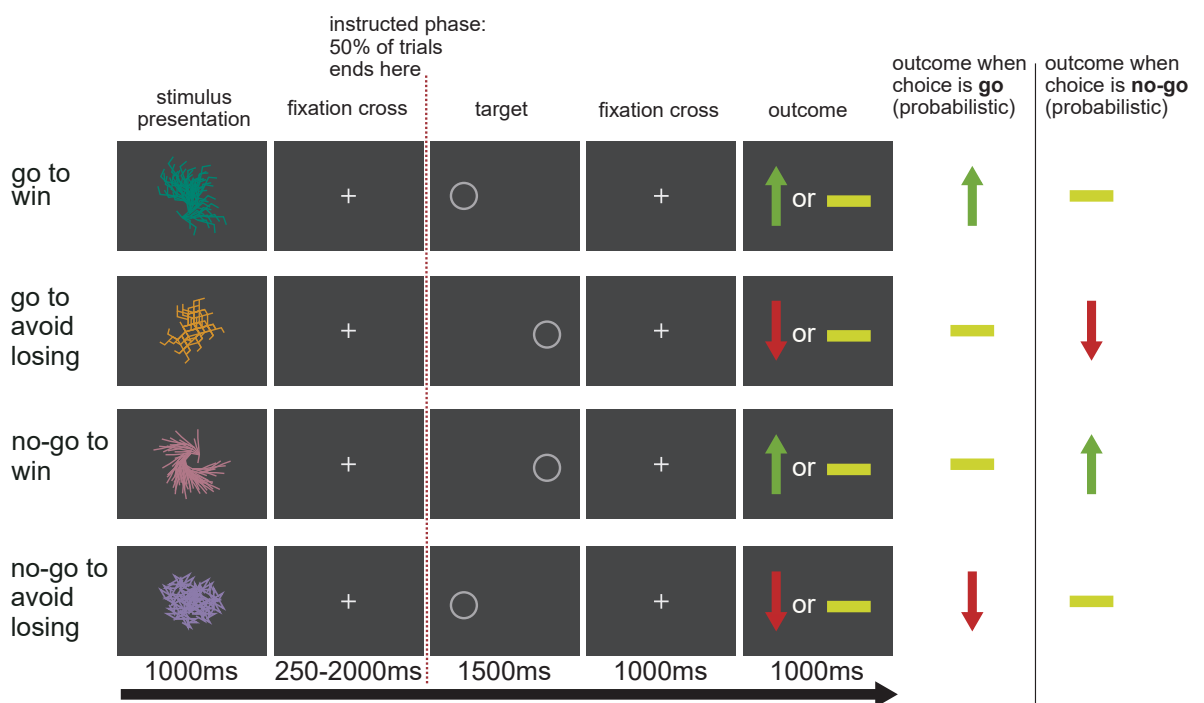 instructed phase:
50% of trials
ends here
outcome when
choice is go
(probabilistic)
outcome when
choice is no-go
(probabilistic)
stimulus
presentation
fixation cross
target
fixation cross
outcome
go to
win
or
go to
avoid
losing
or
no-go to
win
or
no-go to
avoid
losing
or
1000ms
250-2000ms
1500ms
1000ms
1000ms